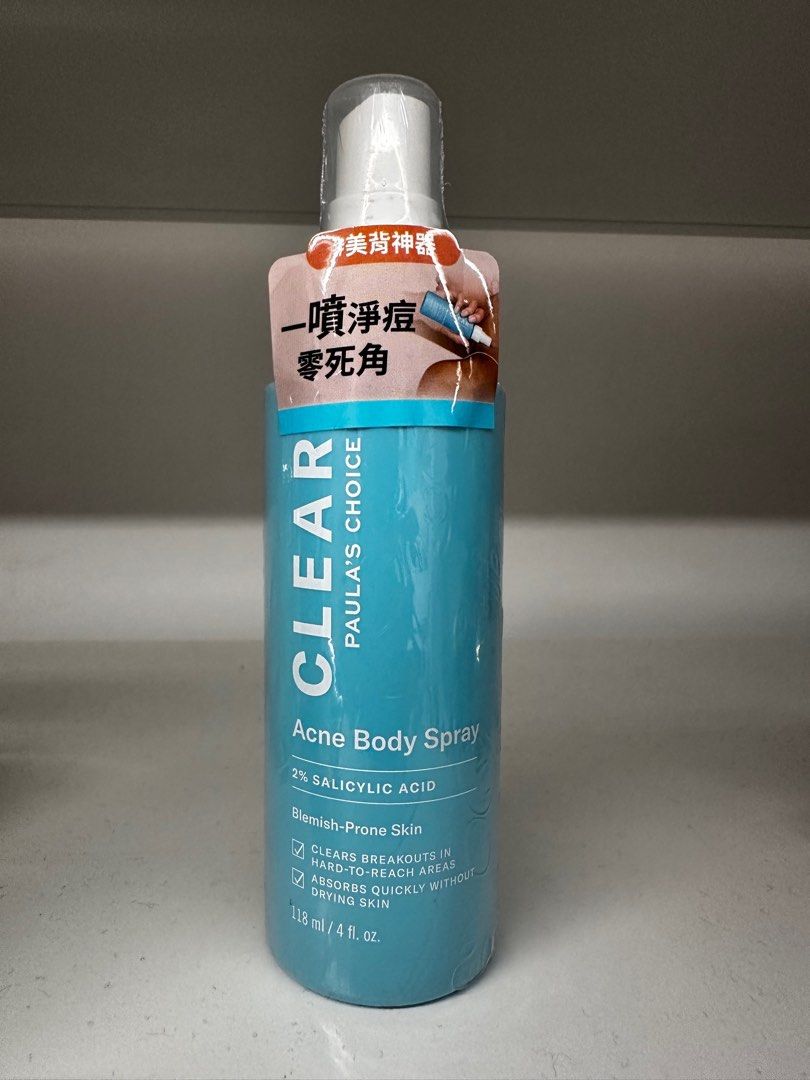 #美背神器
一噴淨痘
零死角
CLEAR
PAULA'S CHOICE
Acne Body Spray
2% SALICYLIC ACID
Blemish-Prone Skin
CLEARS BREAKOUTS IN
HARD-TO-REACH AREAS
ABSORBS QUICKLY WITHOUT
DRYING SKIN
118 ml / 4 fl. oz.